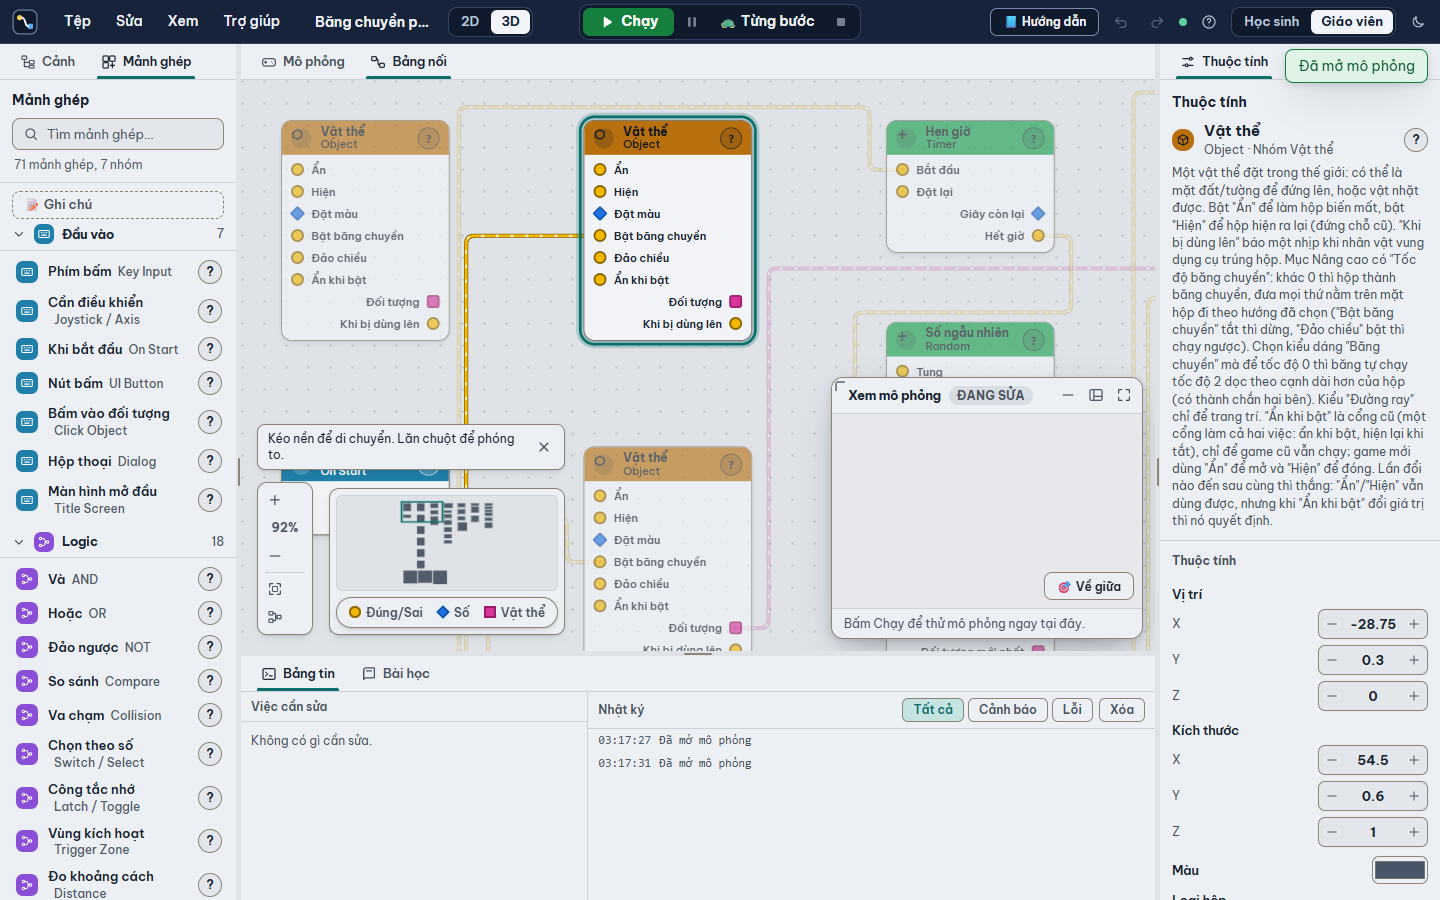 Tệp
Sửa
Xem
Trợ giúp
Băng chuyền p...
2D
3D
Chạy
Từng bước
Hướng dẫn
Học sinh
Giáo viên
Cảnh
Mảnh ghép
Mảnh ghép
Tìm mảnh ghép...
71 mảnh ghép, 7 nhóm
Ghi chú
Đầu vào
7
Phím bấm Key Input
?
Cần điều khiển
Joystick / Axis
?
Khi bắt đầu On Start
?
Nút bấm UI Button
?
Bấm vào đối tượng
Click Object
?
Hộp thoại Dialog
?
Màn hình mở đầu
Title Screen
?
Logic
18
Và AND
?
Hoặc OR
?
Đảo ngược NOT
?
So sánh Compare
?
Va chạm Collision
?
Chọn theo số
Switch / Select
?
Công tắc nhớ
Latch / Toggle
?
Vùng kích hoạt
Trigger Zone
?
Đo khoảng cách
Distance
?
Mô phỏng
Bảng nối
Vật thể
Object
?
Ẩn
Hiện
Đặt màu
Bật băng chuyền
Đảo chiều
Ẩn khi bật
Đối tượng
Khi bị dùng lên
Vật thể
Object
?
Ẩn
Hiện
Đặt màu
Bật băng chuyền
Đảo chiều
Ẩn khi bật
Đối tượng
Khi bị dùng lên
Hẹn giờ
Timer
?
Bắt đầu
Đặt lại
Giây còn lại
Hết giờ
Số ngẫu nhiên
Random
?
Tung
Kéo nền để di chuyển. Lăn chuột để phóng
to.
On Start
92%
Đúng/Sai
Số
Vật thể
Vật thể
Object
?
Ẩn
Hiện
Đặt màu
Bật băng chuyền
Đảo chiều
Ẩn khi bật
Đối tượng
Khi bị dùng lên
Xem mô phỏng
ĐANG SỬA
Về giữa
Bấm Chạy để thử mô phỏng ngay tại đây.
Đối tượng mới nhất
Bảng tin
Bài học
Việc cần sửa
Không có gì cần sửa.
Nhật ký
Tất cả
Cảnh báo
Lỗi
Xóa
03:17:27 Đã mở mô phỏng
03:17:31 Đã mở mô phỏng
Thuộc tính
Đã mở mô phỏng
Thuộc tính
Vật thể
Object · Nhóm Vật thể
?
Một vật thể đặt trong thế giới: có thể là
mặt đất/tường để đứng lên, hoặc vật nhặt
được. Bật "Ẩn" để làm hộp biến mất, bật
"Hiện" để hộp hiện ra lại (đứng chỗ cũ). "Khi
bị dùng lên" báo một nhịp khi nhân vật vung
dụng cụ trúng hộp. Mục Nâng cao có "Tốc
độ băng chuyền": khác 0 thì hộp thành
băng chuyền, đưa mọi thứ nằm trên mặt
hộp đi theo hướng đã chọn ("Bật băng
chuyền" tắt thì dừng, "Đảo chiều" bật thì
chạy ngược). Chọn kiểu dáng "Băng
chuyền" mà để tốc độ 0 thì băng tự chạy
tốc độ 2 dọc theo cạnh dài hơn của hộp
(có thành chắn hai bên). Kiểu "Đường ray"
chỉ để trang trí. "Ẩn khi bật" là cổng cũ (một
cổng làm cả hai việc: ẩn khi bật, hiện lại khi
tắt), chỉ để game cũ vẫn chạy; game mới
dùng "Ẩn" để mở và "Hiện" để đóng. Lần đổi
nào đến sau cùng thì thắng: "Ẩn"/"Hiện" vẫn
dùng được, nhưng khi "Ẩn khi bật" đổi giá trị
thì nó quyết định.
Thuộc tính
Vị trí
X
-28.75
Y
0.3
Z
0
Kích thước
X
54.5
Y
0.6
Z
1
Màu
Loại hộp